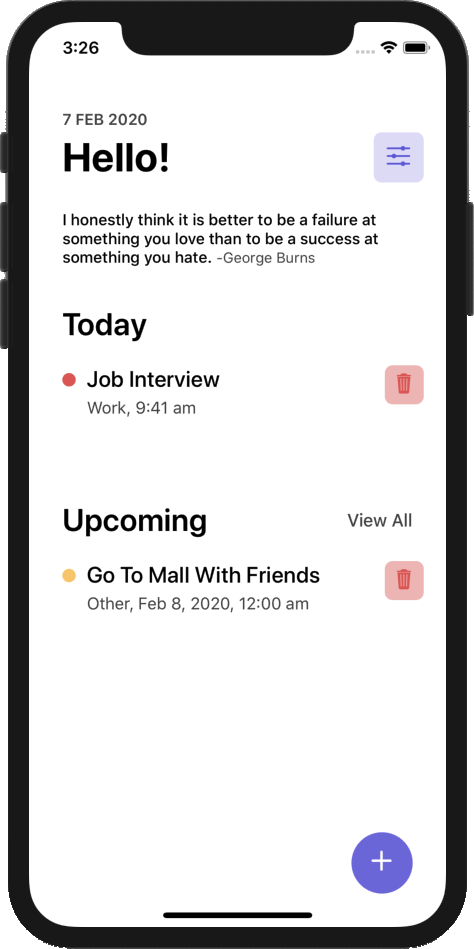 3:26
7 FEB 2020
Hello!
I honestly think it is better to be a failure at
something you love than to be a success at
something you hate. -George Burns
Today
Job Interview
Work, 9:41 am
Upcoming
View All
Go To Mall With Friends
Other, Feb 8, 2020, 12:00 am